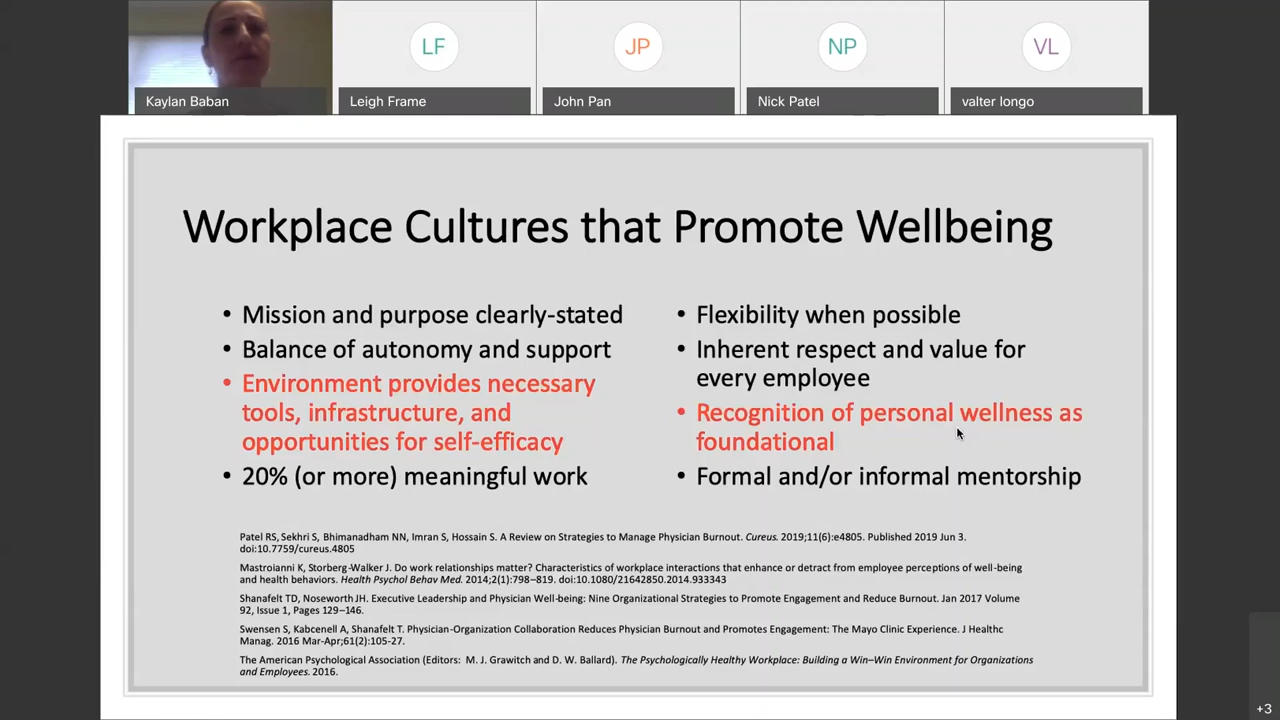 LF
JP
NP
VL
Kaylan Baban
Leigh Frame
John Pan
Nick Patel
valter longo
Workplace Cultures that Promote Wellbeing
• Mission and purpose clearly-stated
• Balance of autonomy and support
• Environment provides necessary
tools, infrastructure, and
opportunities for self-efficacy
• 20% (or more) meaningful work
• Flexibility when possible
• Inherent respect and value for
every employee
• Recognition of personal wellness as
foundational
• Formal and/or informal mentorship
Patel RS, Sekhri S, Bhimanadham NN, Imran S, Hossain S. A Review on Strategies to Manage Physician Burnout. Cureus. 2019;11(6):e4805. Published 2019 Jun 3.
doi:10.7759/cureus.4805
Mastroianni K, Storberg-Walker J. Do work relationships matter? Characteristics of workplace interactions that enhance or detract from employee perceptions of well-being
and health behaviors. Health Psychol Behav Med. 2014;2(1):798–819. doi:10.1080/21642850.2014.933343
Shanafelt TD, Noseworth JH. Executive Leadership and Physician Well-being: Nine Organizational Strategies to Promote Engagement and Reduce Burnout. Jan 2017 Volume
92, Issue 1, Pages 129–146.
Swensen S, Kabcenell A, Shanafelt T. Physician-Organization Collaboration Reduces Physician Burnout and Promotes Engagement: The Mayo Clinic Experience. J Healthc
Manag. 2016 Mar-Apr;61(2):105-27.
The American Psychological Association (Editors: M. J. Grawitch and D. W. Ballard). The Psychologically Healthy Workplace: Building a Win–Win Environment for Organizations
and Employees. 2016.
+3